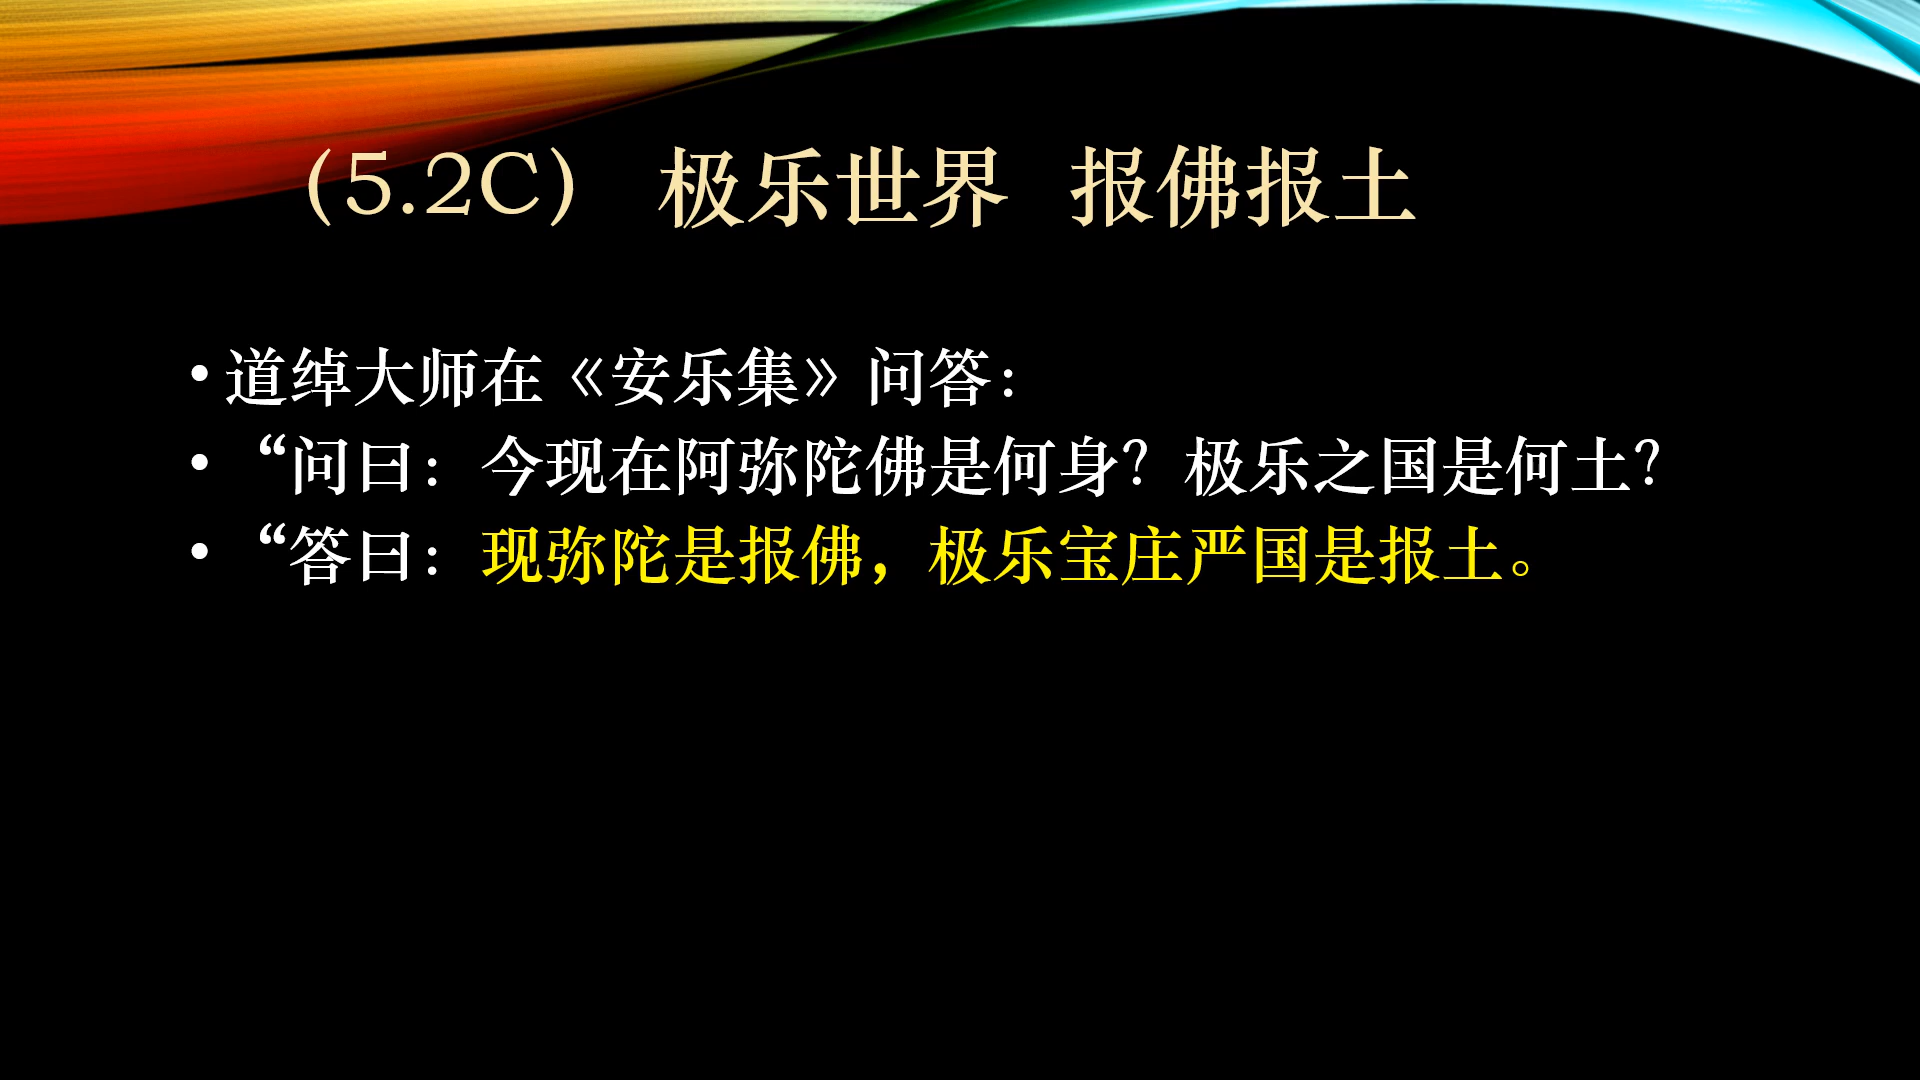 (5.2C) 极乐世界 报佛报土
•道绰大师在《安乐集》问答：
• “问曰：今现在阿弥陀佛是何身？极乐之国是何土？
• “答曰：现弥陀是报佛，极乐宝庄严国是报土。